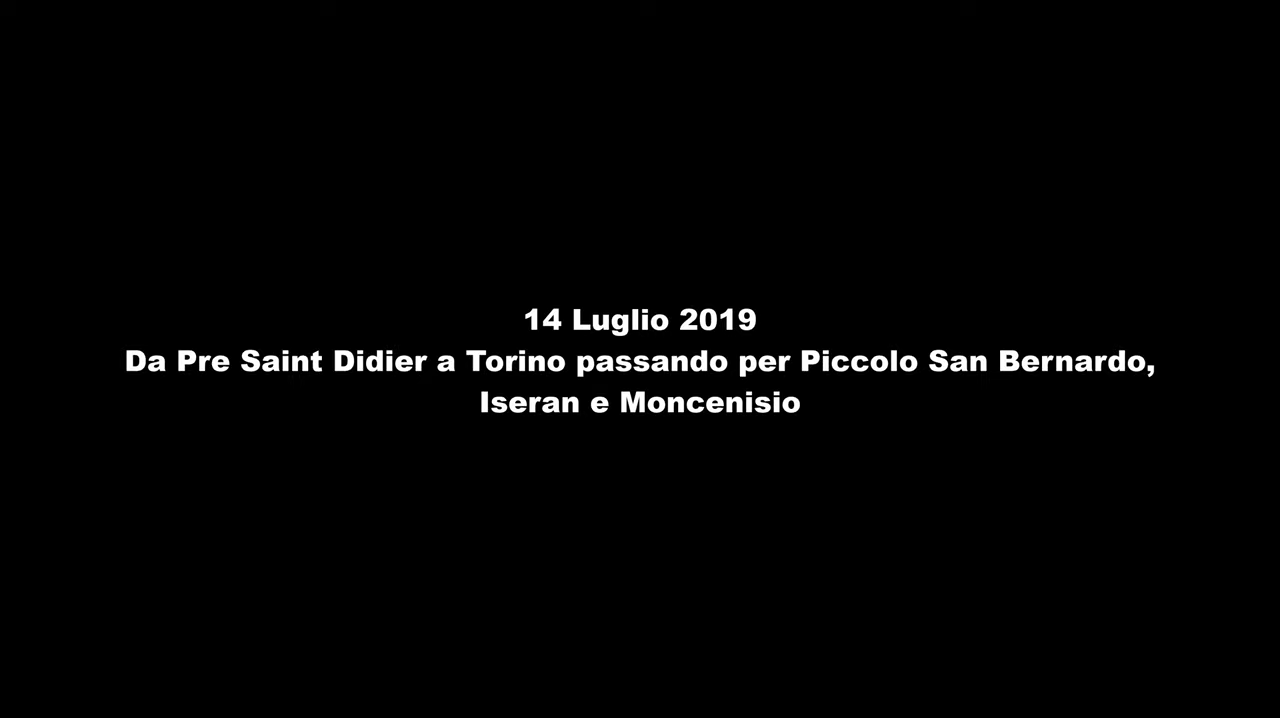 14 Luglio 2019
Da Pre Saint Didier a Torino passando per Piccolo San Bernardo,
Iseran e Moncenisio